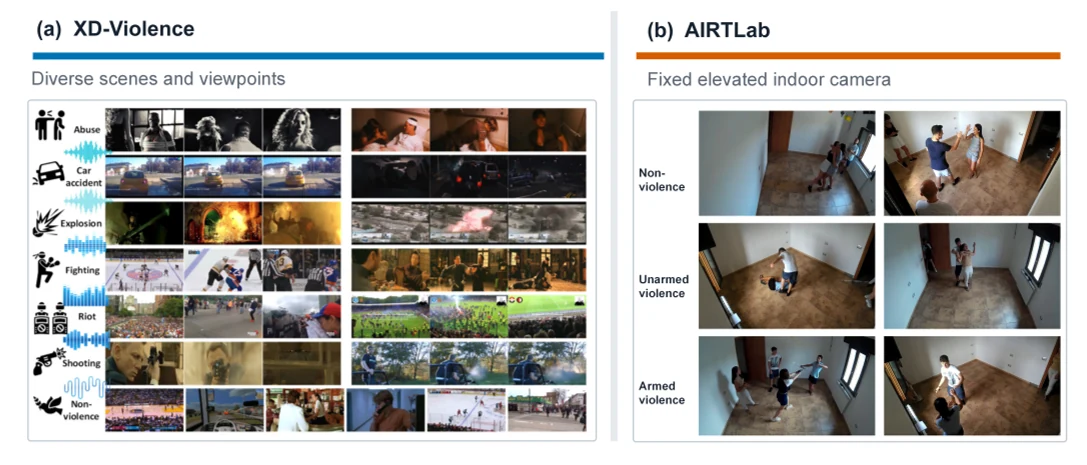 (a) XD-Violence
Diverse scenes and viewpoints
Abuse
Car
accident
Explosion
Fighting
Riot
Shooting
Non-
violence
(b) AIRTLab
Fixed elevated indoor camera
Non-
violence
Unarmed
violence
Armed
violence